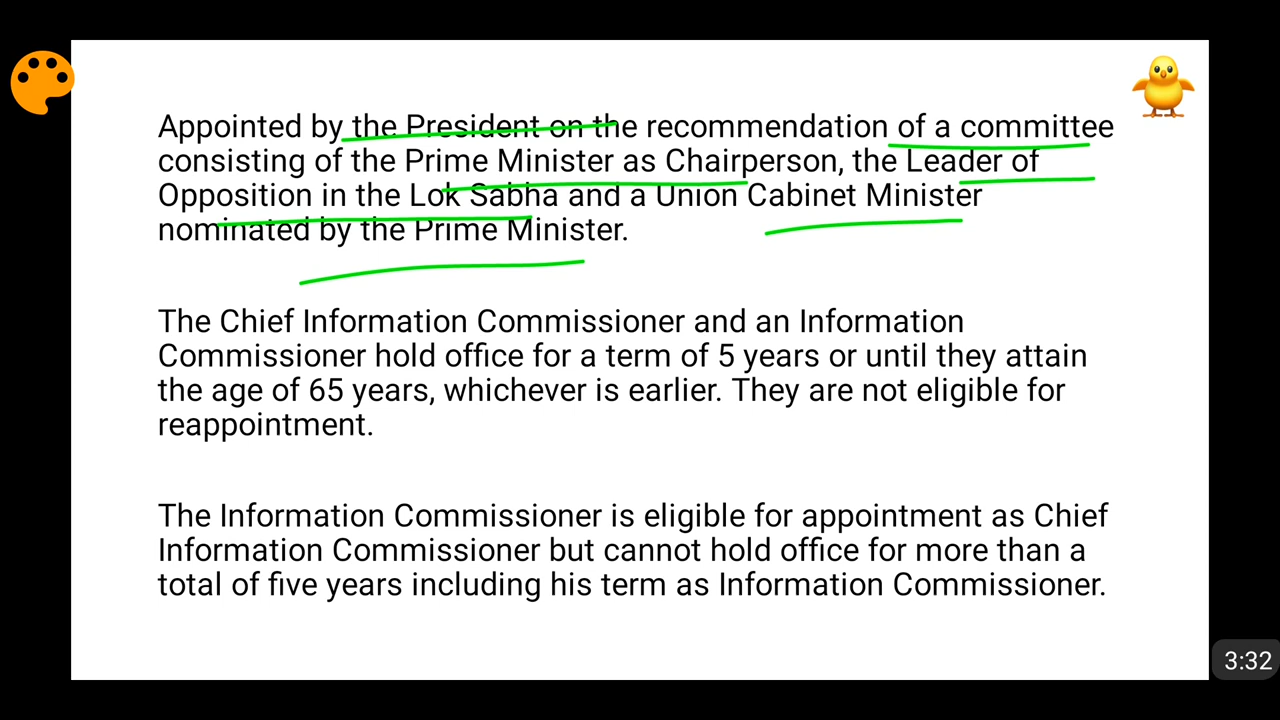 Appointed by the President on the recommendation of a committee
consisting of the Prime Minister as Chairperson, the Leader of
Opposition in the Lok Sabha and a Union Cabinet Minister
nominated by the Prime Minister.
The Chief Information Commissioner and an Information
Commissioner hold office for a term of 5 years or until they attain
the age of 65 years, whichever is earlier. They are not eligible for
reappointment.
The Information Commissioner is eligible for appointment as Chief
Information Commissioner but cannot hold office for more than a
total of five years including his term as Information Commissioner.
3:32